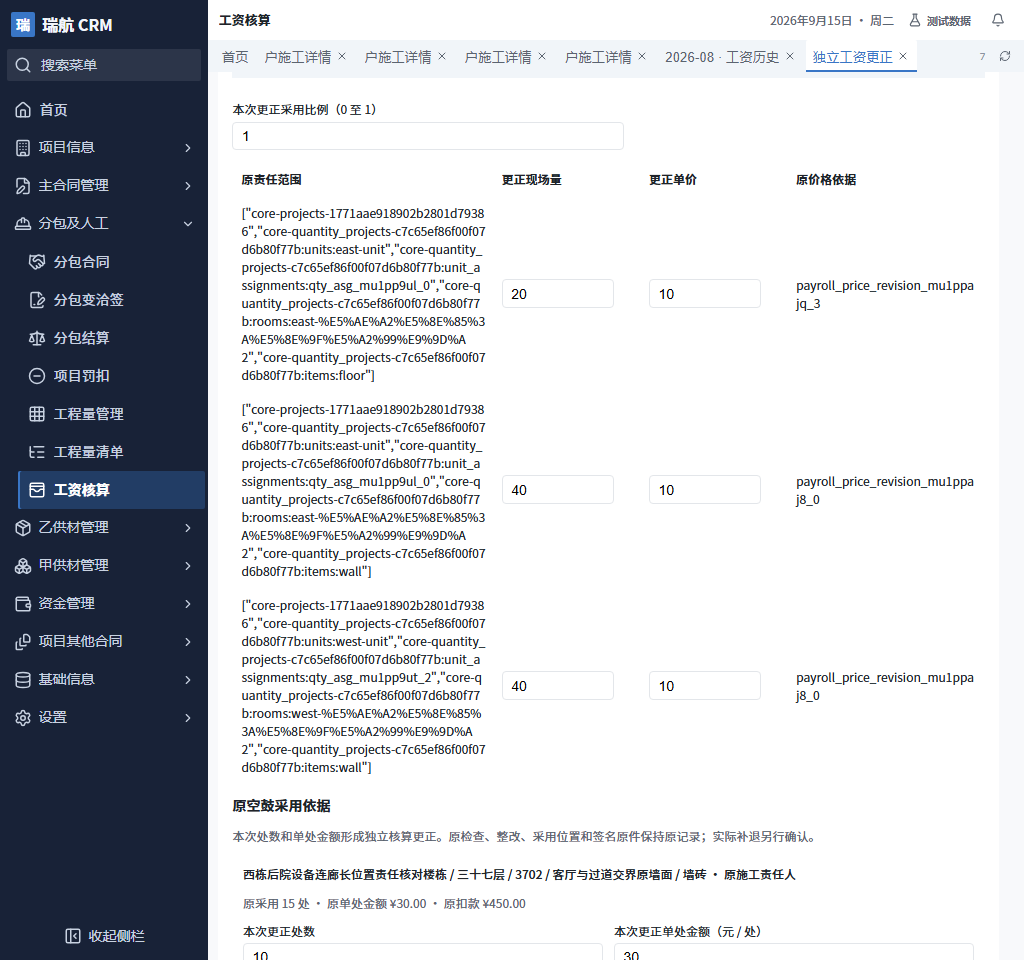 瑞 瑞航 CRM
搜索菜单
首页
项目信息
主合同管理
分包及人工
分包合同
分包变洽签
分包结算
项目罚扣
工程量管理
工程量清单
工资核算
乙供材管理
甲供材管理
资金管理
项目其他合同
基础信息
设置
收起侧栏
工资核算
2026年9月15日 · 周二 测试数据
首页 户施工详情 户施工详情 户施工详情 户施工详情 2026-08 · 工资历史 独立工资更正 7
本次更正采用比例（0 至 1）
1
原责任范围 更正现场量 更正单价 原价格依据
["core-projects-1771aae918902b2801d7938
6","core-quantity_projects-c7c65ef86f00f07
d6b80f77b:units:east-unit","core-quantity_
projects-c7c65ef86f00f07d6b80f77b:unit_a
ssignments:qty_asg_mu1pp9ul_0","core-q
uantity_projects-c7c65ef86f00f07d6b80f77
b:rooms:east-%E5%AE%A2%E5%8E%85%3
A%E5%8E%9F%E5%A2%99%E9%9D%A
2","core-quantity_projects-c7c65ef86f00f07
d6b80f77b:items:floor"]
20
10
payroll_price_revision_mu1ppa
jq_3
["core-projects-1771aae918902b2801d7938
6","core-quantity_projects-c7c65ef86f00f07
d6b80f77b:units:east-unit","core-quantity_
projects-c7c65ef86f00f07d6b80f77b:unit_a
ssignments:qty_asg_mu1pp9ul_0","core-q
uantity_projects-c7c65ef86f00f07d6b80f77
b:rooms:east-%E5%AE%A2%E5%8E%85%3
A%E5%8E%9F%E5%A2%99%E9%9D%A
2","core-quantity_projects-c7c65ef86f00f07
d6b80f77b:items:wall"]
40
10
payroll_price_revision_mu1ppa
j8_0
["core-projects-1771aae918902b2801d7938
6","core-quantity_projects-c7c65ef86f00f07
d6b80f77b:units:west-unit","core-quantity_
projects-c7c65ef86f00f07d6b80f77b:unit_a
ssignments:qty_asg_mu1pp9ut_2","core-q
uantity_projects-c7c65ef86f00f07d6b80f77
b:rooms:west-%E5%AE%A2%E5%8E%85%
3A%E5%8E%9F%E5%A2%99%E9%9D%A
2","core-quantity_projects-c7c65ef86f00f07
d6b80f77b:items:wall"]
40
10
payroll_price_revision_mu1ppa
j8_0
原空鼓采用依据
本次处数和单处金额形成独立核算更正。原检查、整改、采用位置和签名原件保持原记录；实际补退另行确认。
西栋后院设备连廊长位置责任核对楼栋 / 三十七层 / 3702 / 客厅与过道交界原墙面 / 墙砖 · 原施工责任人
原采用 15 处 · 原单处金额 ¥30.00 · 原扣款 ¥450.00
本次更正处数 本次更正单处金额（元 / 处）
10 30